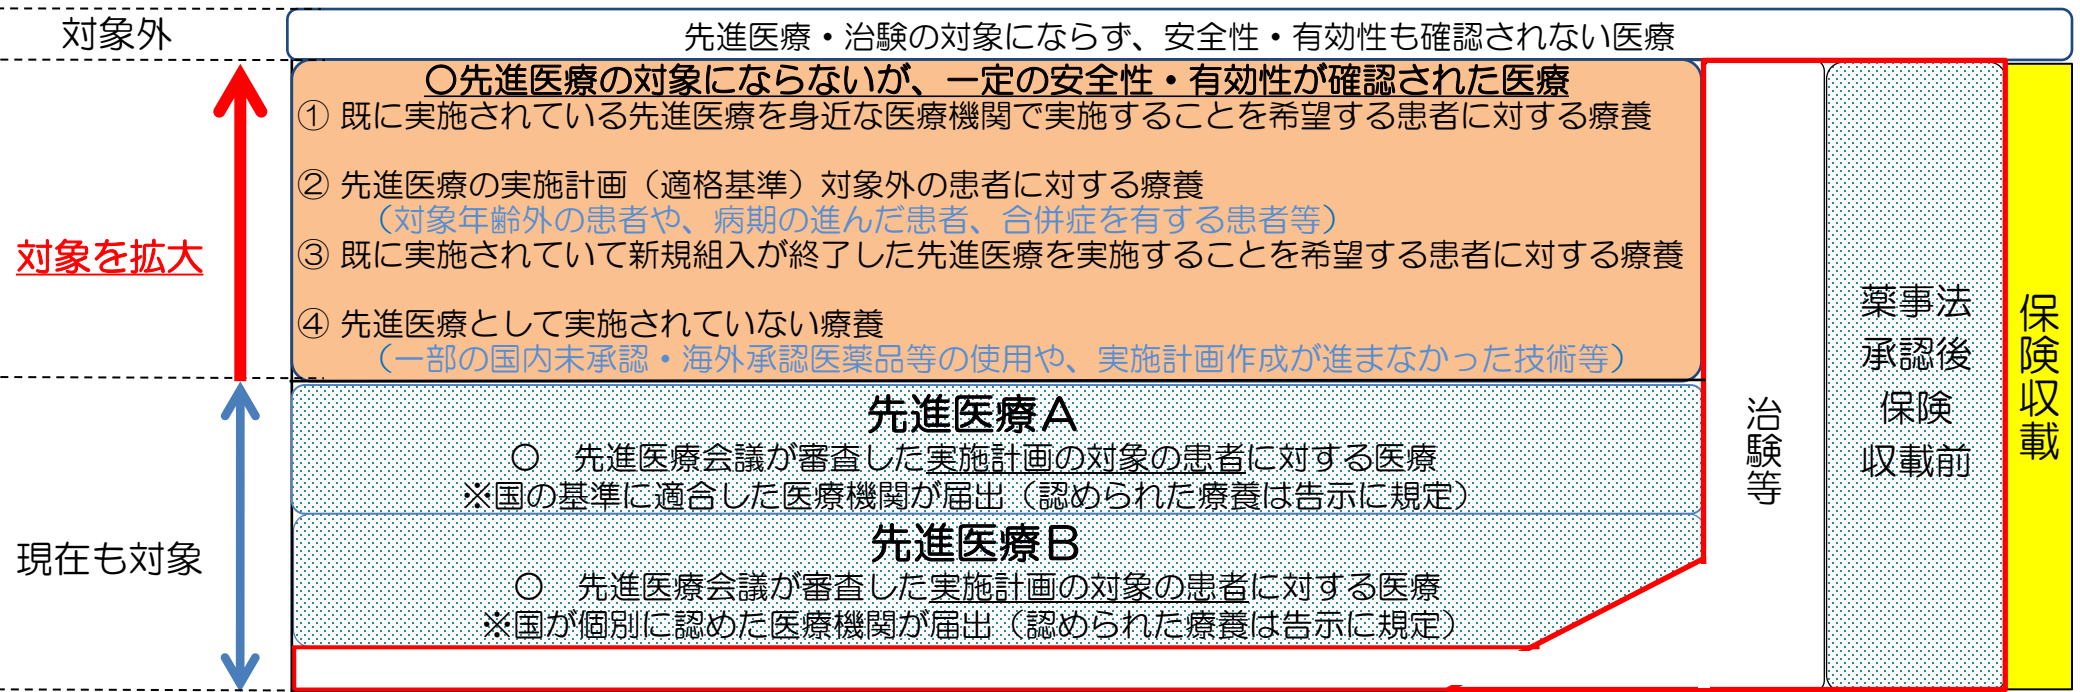 対象外
先進医療・治験の対象にならず、安全性・有効性も確認されない医療
〇先進医療の対象にならないが、一定の安全性・有効性が確認された医療
① 既に実施されている先進医療を身近な医療機関で実施することを希望する患者に対する療養
② 先進医療の実施計画（適格基準）対象外の患者に対する療養
（対象年齢外の患者や、病期の進んだ患者、合併症を有する患者等）
③ 既に実施されていて新規組入が終了した先進医療を実施することを希望する患者に対する療養
④ 先進医療として実施されていない療養
（一部の国内未承認・海外承認医薬品等の使用や、実施計画作成が進まなかった技術等）
対象を拡大
先進医療Ａ
〇　先進医療会議が審査した実施計画の対象の患者に対する医療
※国の基準に適合した医療機関が届出（認められた療養は告示に規定）
先進医療Ｂ
〇　先進医療会議が審査した実施計画の対象の患者に対する医療
※国が個別に認めた医療機関が届出（認められた療養は告示に規定）
現在も対象
治験等
薬事法
承認後
保険
収載前
保険収載